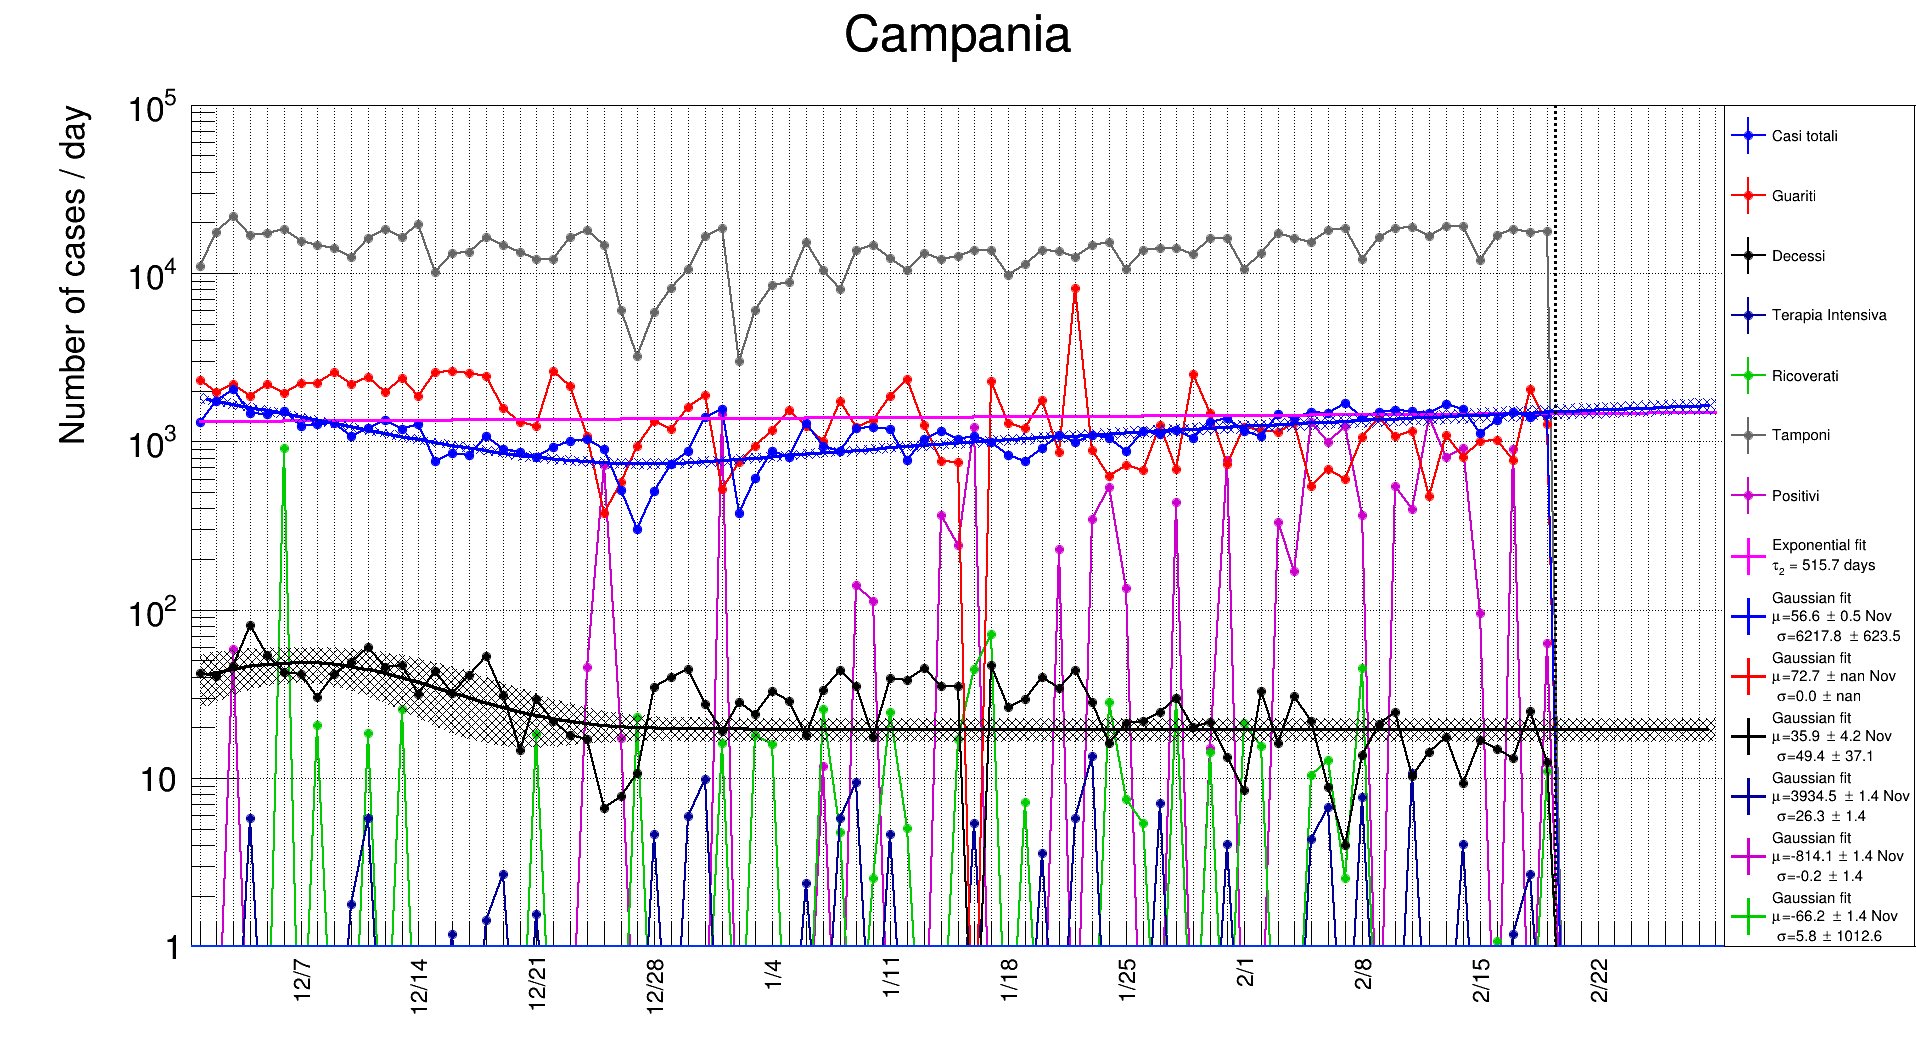 Campania
Number of cases / day
10^5
10^4
10^3
10^2
10
1
12/7
12/14
12/21
12/28
1/4
1/11
1/18
1/25
2/1
2/8
2/15
2/22
Casi totali
Guariti
Decessi
Terapia Intensiva
Ricoverati
Tamponi
Positivi
Exponential fit
τ₂ = 515.7 days
Gaussian fit
μ=56.6 ± 0.5 Nov
σ=6217.8 ± 623.5
Gaussian fit
μ=72.7 ± nan Nov
σ=0.0 ± nan
Gaussian fit
μ=35.9 ± 4.2 Nov
σ=49.4 ± 37.1
Gaussian fit
μ=3934.5 ± 1.4 Nov
σ=26.3 ± 1.4
Gaussian fit
μ=-814.1 ± 1.4 Nov
σ=-0.2 ± 1.4
Gaussian fit
μ=-66.2 ± 1.4 Nov
σ=5.8 ± 1012.6